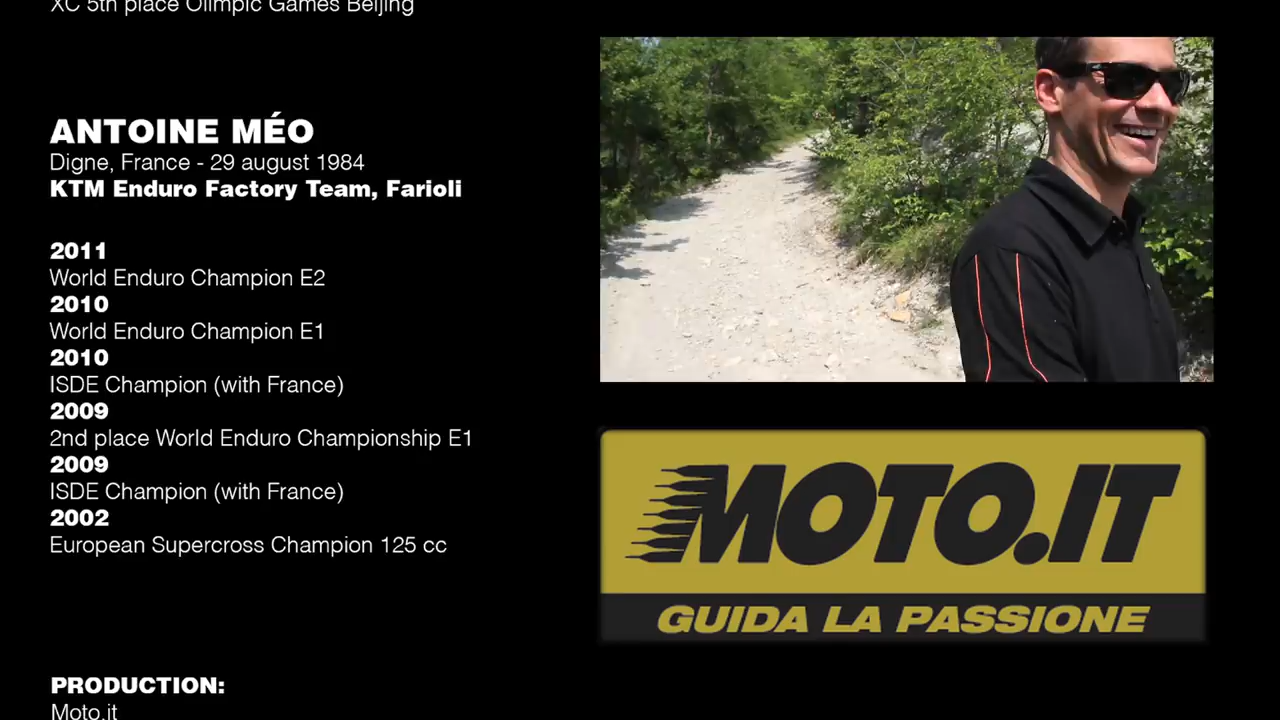 XC 5th place Olimpic Games Beijing
ANTOINE MÉO
Digne, France - 29 august 1984
KTM Enduro Factory Team, Farioli
2011
World Enduro Champion E2
2010
World Enduro Champion E1
2010
ISDE Champion (with France)
2009
2nd place World Enduro Championship E1
2009
ISDE Champion (with France)
2002
European Supercross Champion 125 cc
PRODUCTION:
Moto.it
MOTO.IT
GUIDA LA PASSIONE